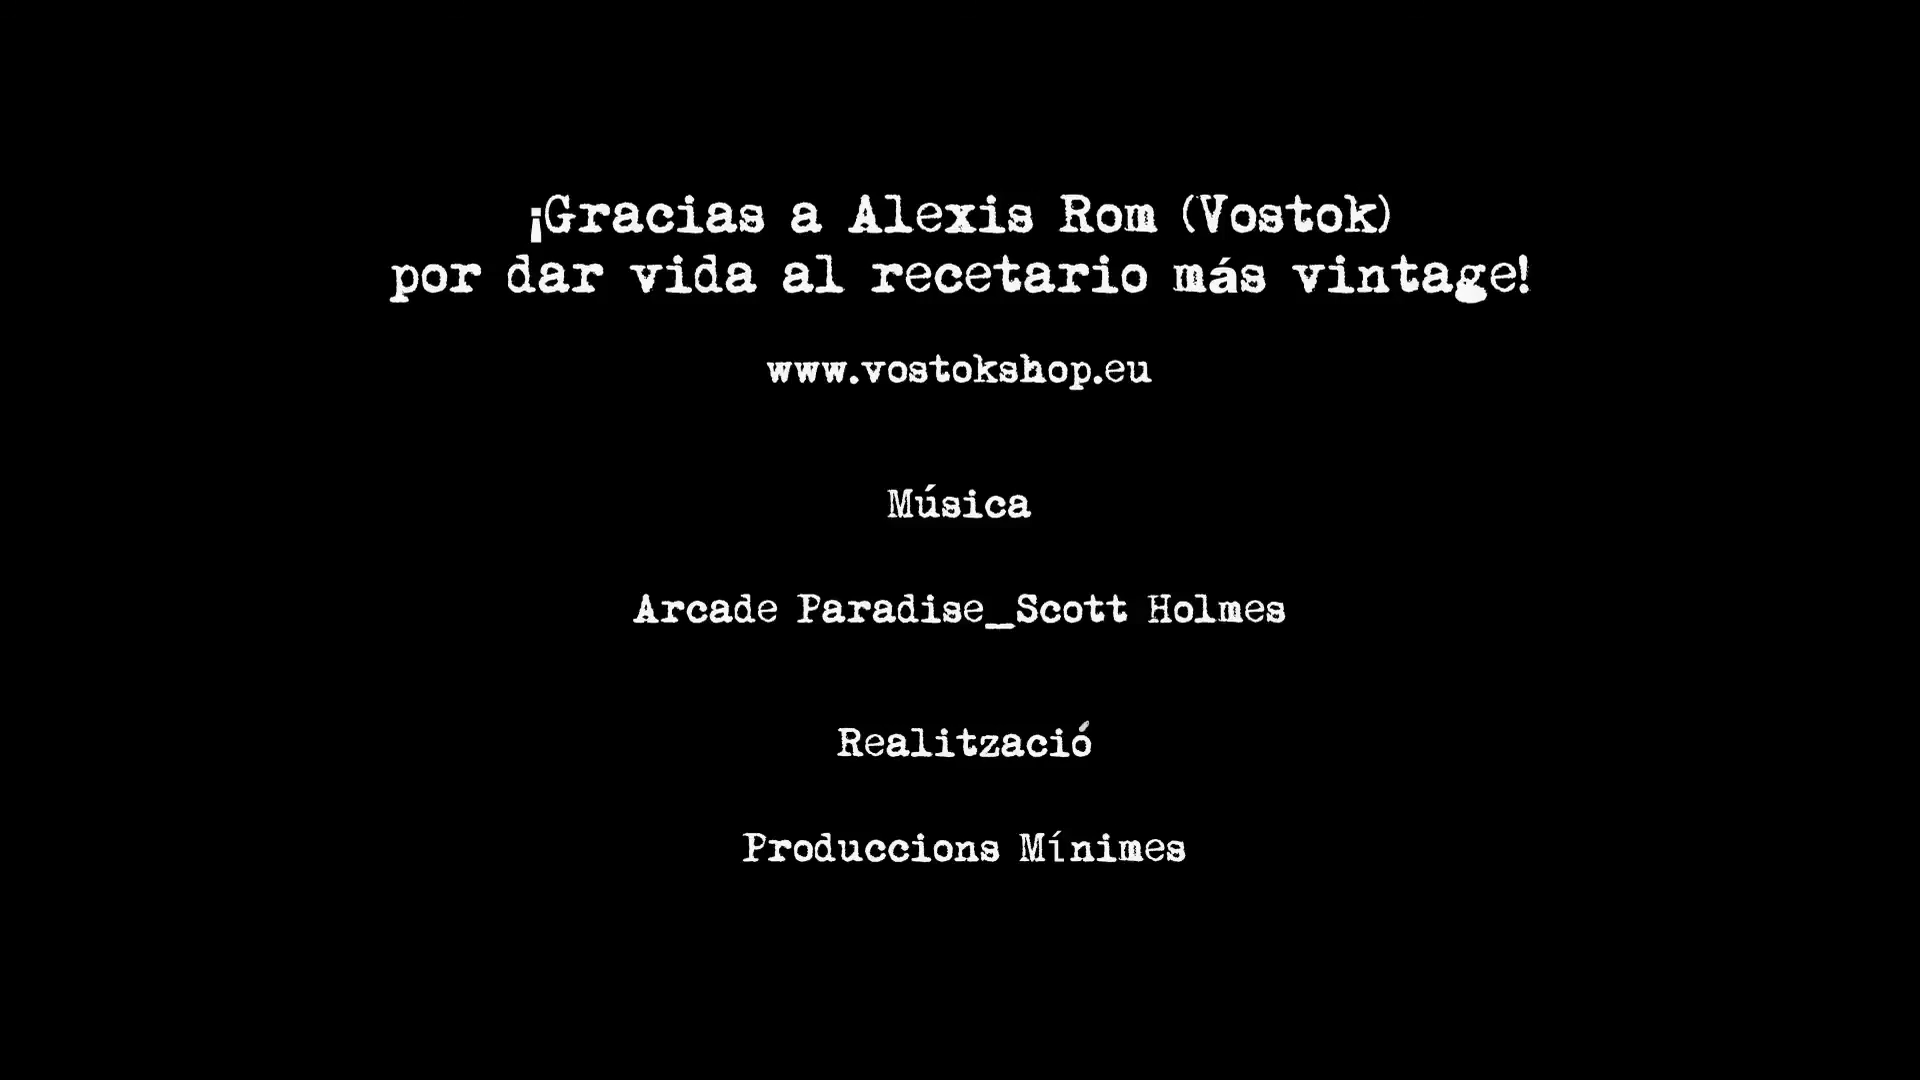 ¡Gracias a Alexis Rom (Vostok)
por dar vida al recetario más vintage!
www.vostokshop.eu
Música
Arcade Paradise_Scott Holmes
Realització
Produccions Mínimes